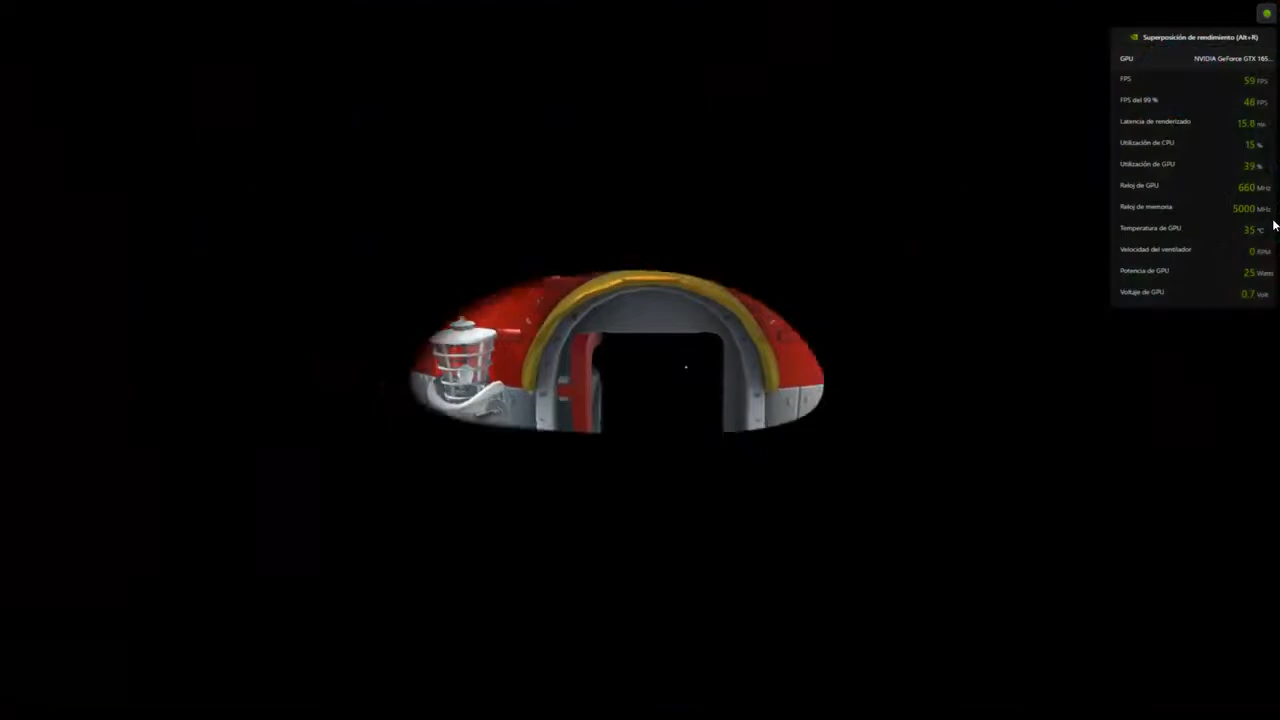 Superposición de rendimiento (Alt+R)
GPU NVIDIA GeForce GTX 165...
FPS 59 FPS
FPS del 99 % 46 FPS
Latencia de renderizado 15.8 ms
Utilización de CPU 15 %
Utilización de GPU 39 %
Reloj de GPU 660 MHz
Reloj de memoria 5000 MHz
Temperatura de GPU 35 °C
Velocidad del ventilador 0 RPM
Potencia de GPU 25 Watts
Voltaje de GPU 0.7 Volt